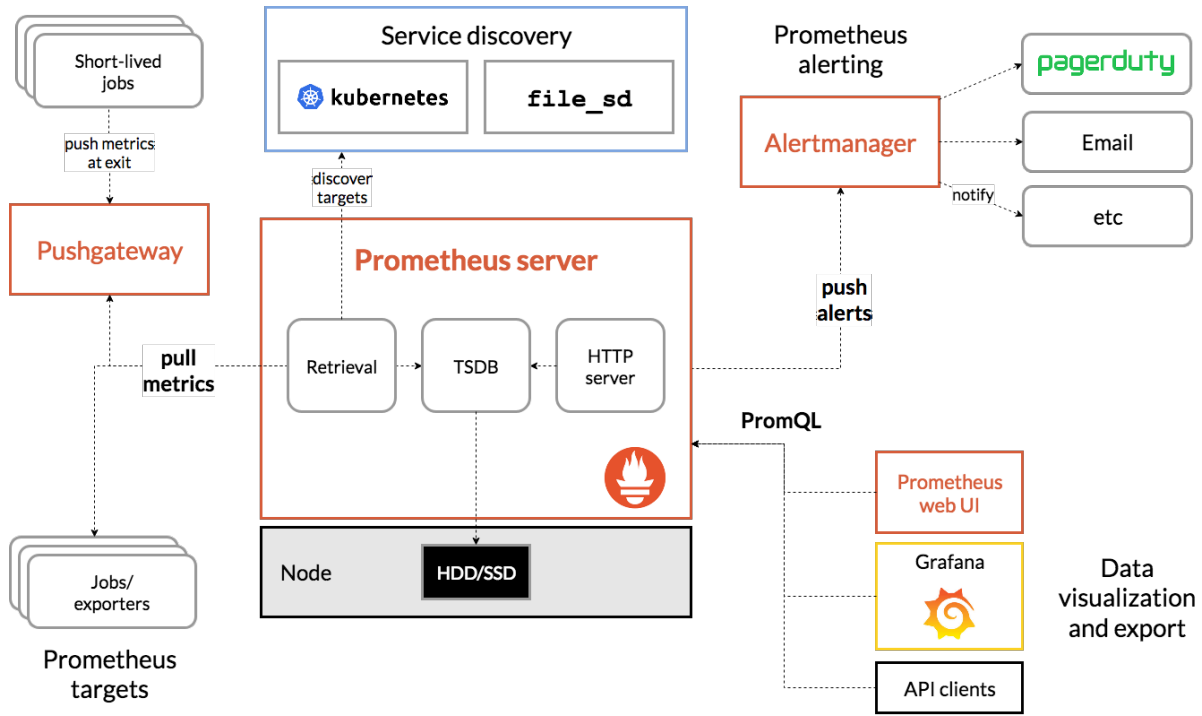 Short-lived
jobs
push metrics
at exit
Pushgateway
pull
metrics
Jobs/
exporters
Prometheus
targets
Service discovery
kubernetes
file_sd
discover
targets
Prometheus server
Retrieval
TSDB
HTTP
server
Node
HDD/SSD
Prometheus
alerting
Alertmanager
pagerduty
Email
notify
etc
push
alerts
PromQL
Prometheus
web UI
Grafana
API clients
Data
visualization
and export